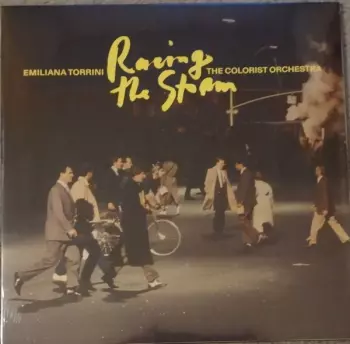 Racing
EMILIANA TORRINI
THE COLORIST ORCHESTRA
the Storm